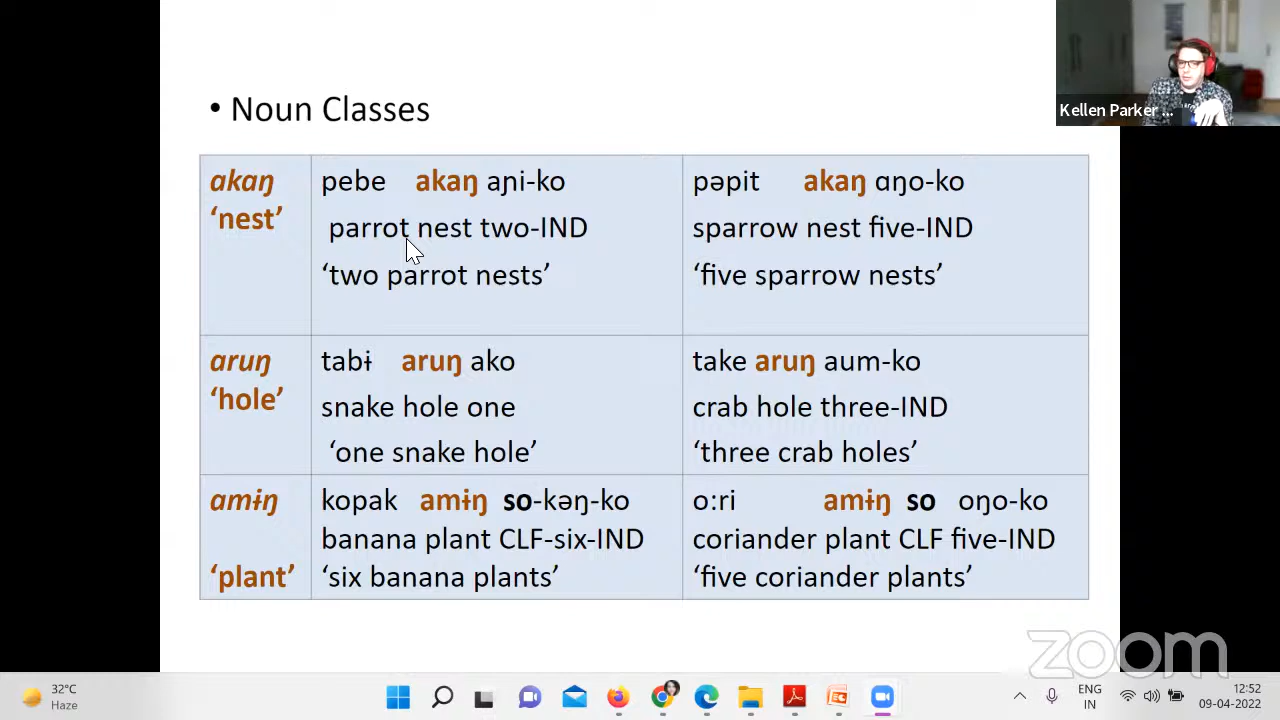 Kellen Parker ...
• Noun Classes
akaŋ
‘nest’
pebe akaŋ aɲi-ko
parrot nest two-IND
‘two parrot nests’
pəpit akaŋ ɑŋo-ko
sparrow nest five-IND
‘five sparrow nests’
aruŋ
‘hole’
tabɨ aruŋ ako
snake hole one
‘one snake hole’
take aruŋ aum-ko
crab hole three-IND
‘three crab holes’
amɨŋ
‘plant’
kopak amɨŋ so-kəŋ-ko
banana plant CLF-six-IND
‘six banana plants’
o:ri amɨŋ so oŋo-ko
coriander plant CLF five-IND
‘five coriander plants’
zoom
32°C
Haze
ENG
IN
12:52
09-04-2022